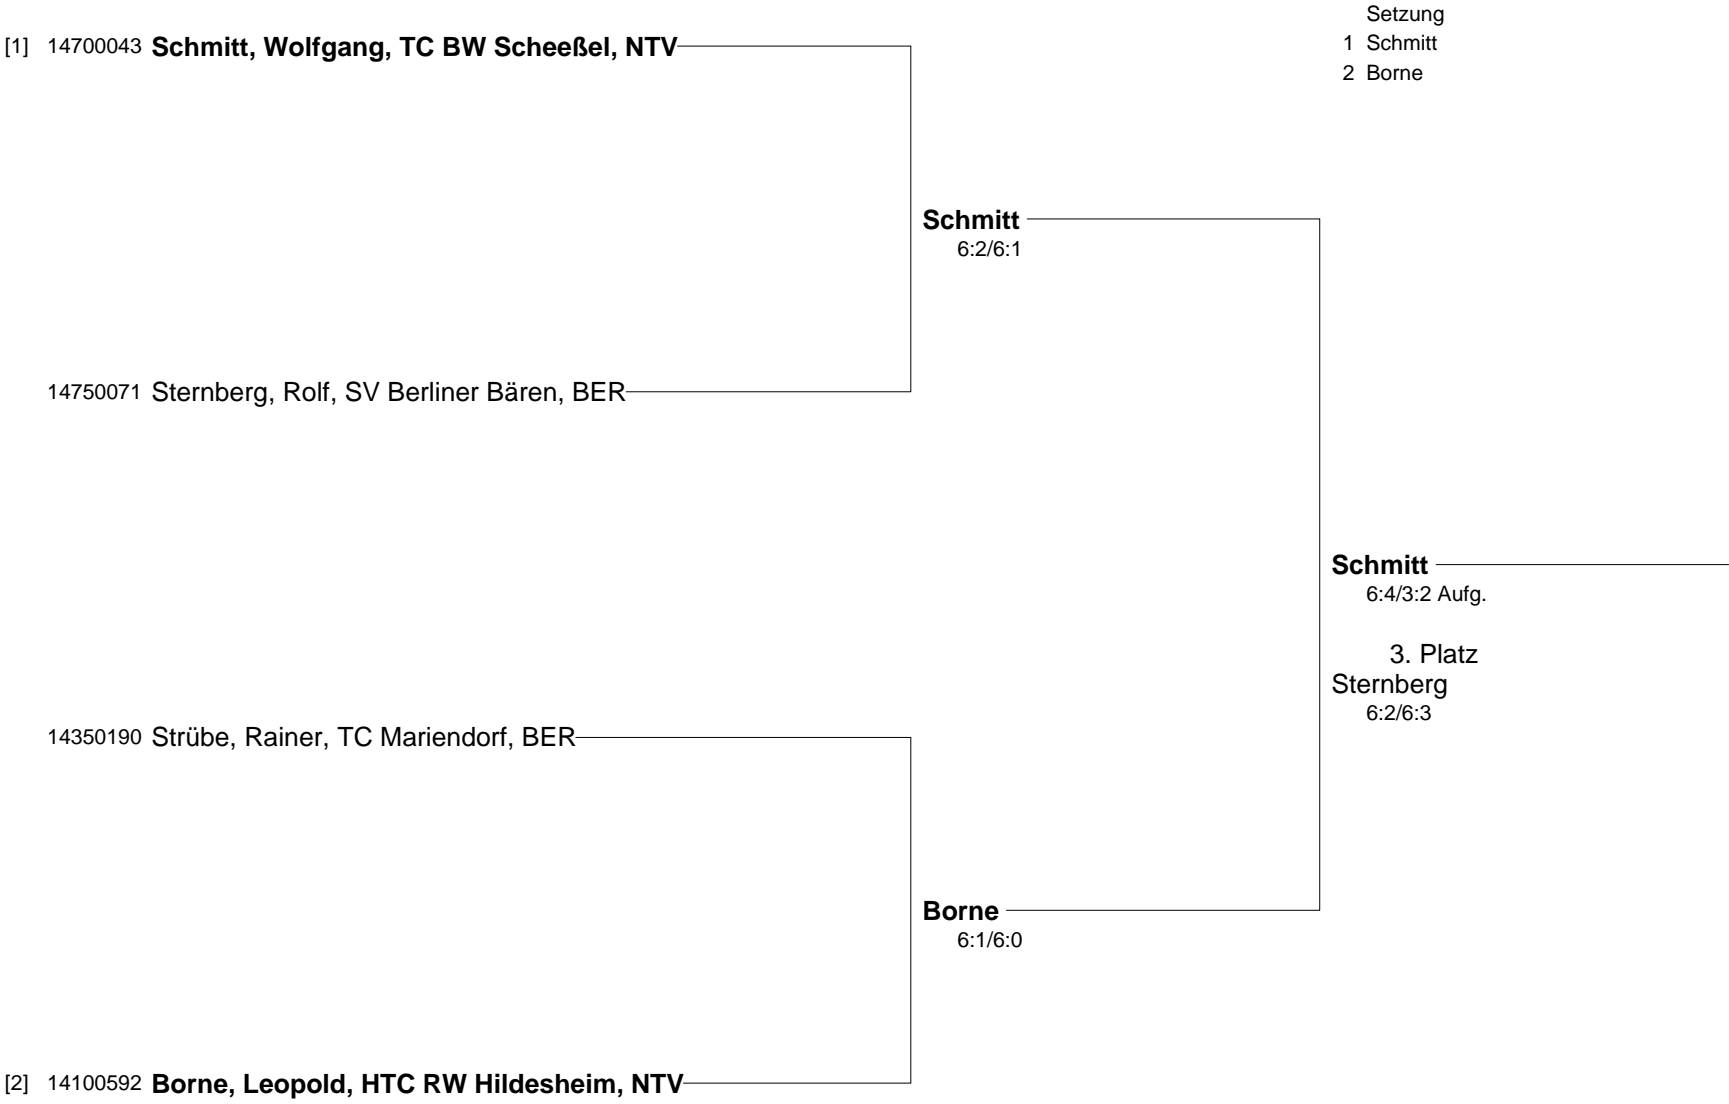 Setzung
1 Schmitt
2 Borne
[1] 14700043 Schmitt, Wolfgang, TC BW Scheeßel, NTV
Schmitt
6:2/6:1
14750071 Sternberg, Rolf, SV Berliner Bären, BER
Schmitt
6:4/3:2 Aufg.
3. Platz
Sternberg
6:2/6:3
14350190 Strübe, Rainer, TC Mariendorf, BER
Borne
6:1/6:0
[2] 14100592 Borne, Leopold, HTC RW Hildesheim, NTV